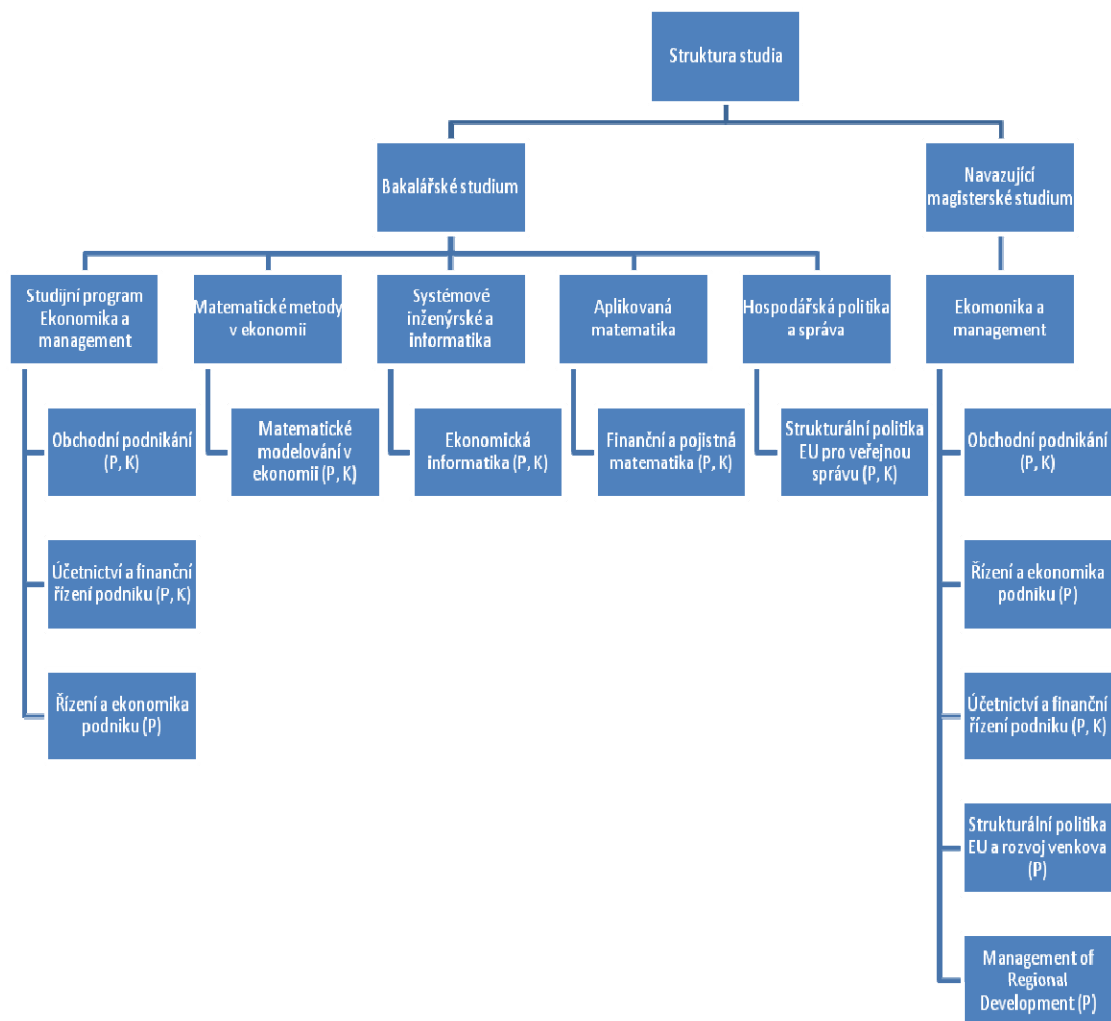 Struktura studia
Bakalářské studium
Navazující
magisterské studium
Studijní program
Ekonomika a
management
Matematické metody
v ekonomii
Systémové
inženýrské a
informatika
Aplikovaná
matematika
Hospodářská politika
a správa
Ekomonika a
management
Obchodní podnikání
(P, K)
Matematické
modelování v
ekonomii (P, K)
Ekonomická
informatika (P, K)
Finanční a pojistná
matematika (P, K)
Strukturální politika
EU pro veřejnou
správu (P, K)
Obchodní podnikání
(P, K)
Účetnictví a finanční
řízení podniku (P, K)
Řízení a ekonomika
podniku (P)
Řízení a ekonomika
podniku (P)
Účetnictví a finanční
řízení podniku (P, K)
Strukturální politika
EU a rozvoj venkova
(P)
Management of
Regional
Development (P)